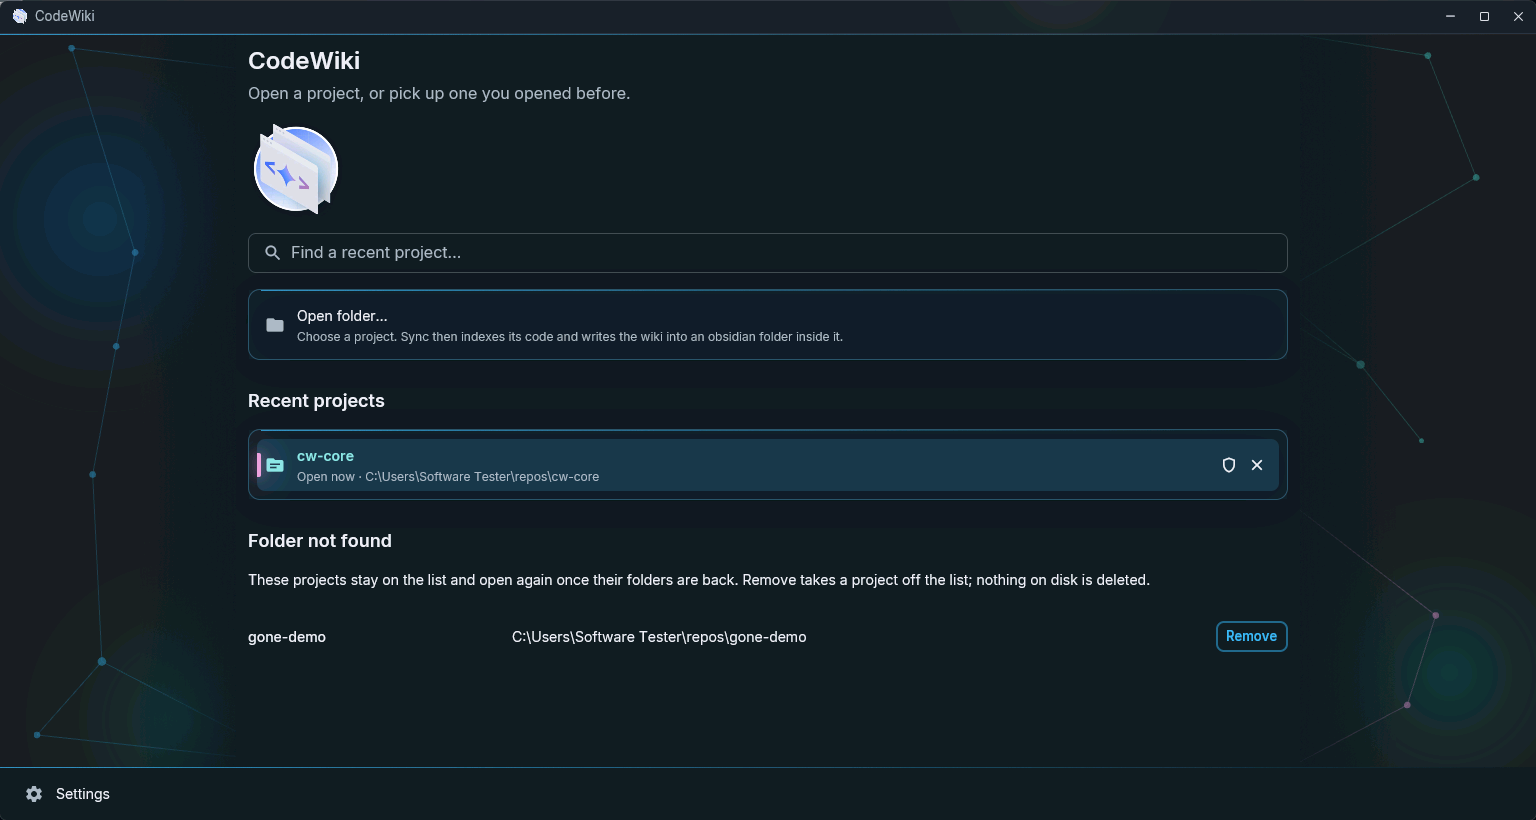 CodeWiki
CodeWiki
Open a project, or pick up one you opened before.
Find a recent project...
Open folder...
Choose a project. Sync then indexes its code and writes the wiki into an obsidian folder inside it.
Recent projects
cw-core
Open now · C:\Users\Software Tester\repos\cw-core
Folder not found
These projects stay on the list and open again once their folders are back. Remove takes a project off the list; nothing on disk is deleted.
gone-demo C:\Users\Software Tester\repos\gone-demo Remove
Settings